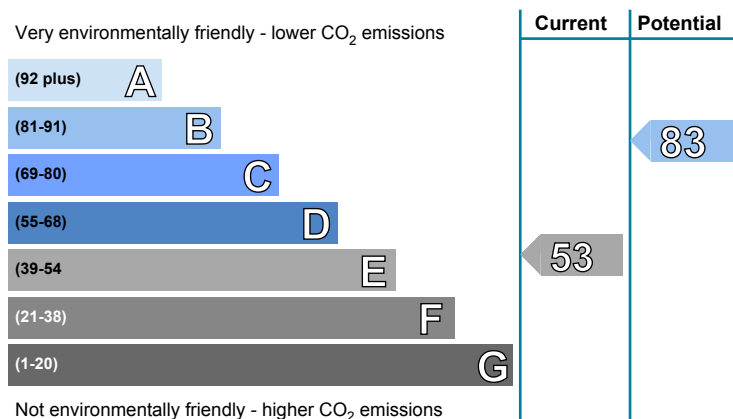 Current Potential
Very environmentally friendly - lower CO2 emissions
(92 plus) A
(81-91) B
83
(69-80) C
(55-68) D
(39-54 E
53
(21-38) F
(1-20) G
Not environmentally friendly - higher CO2 emissions